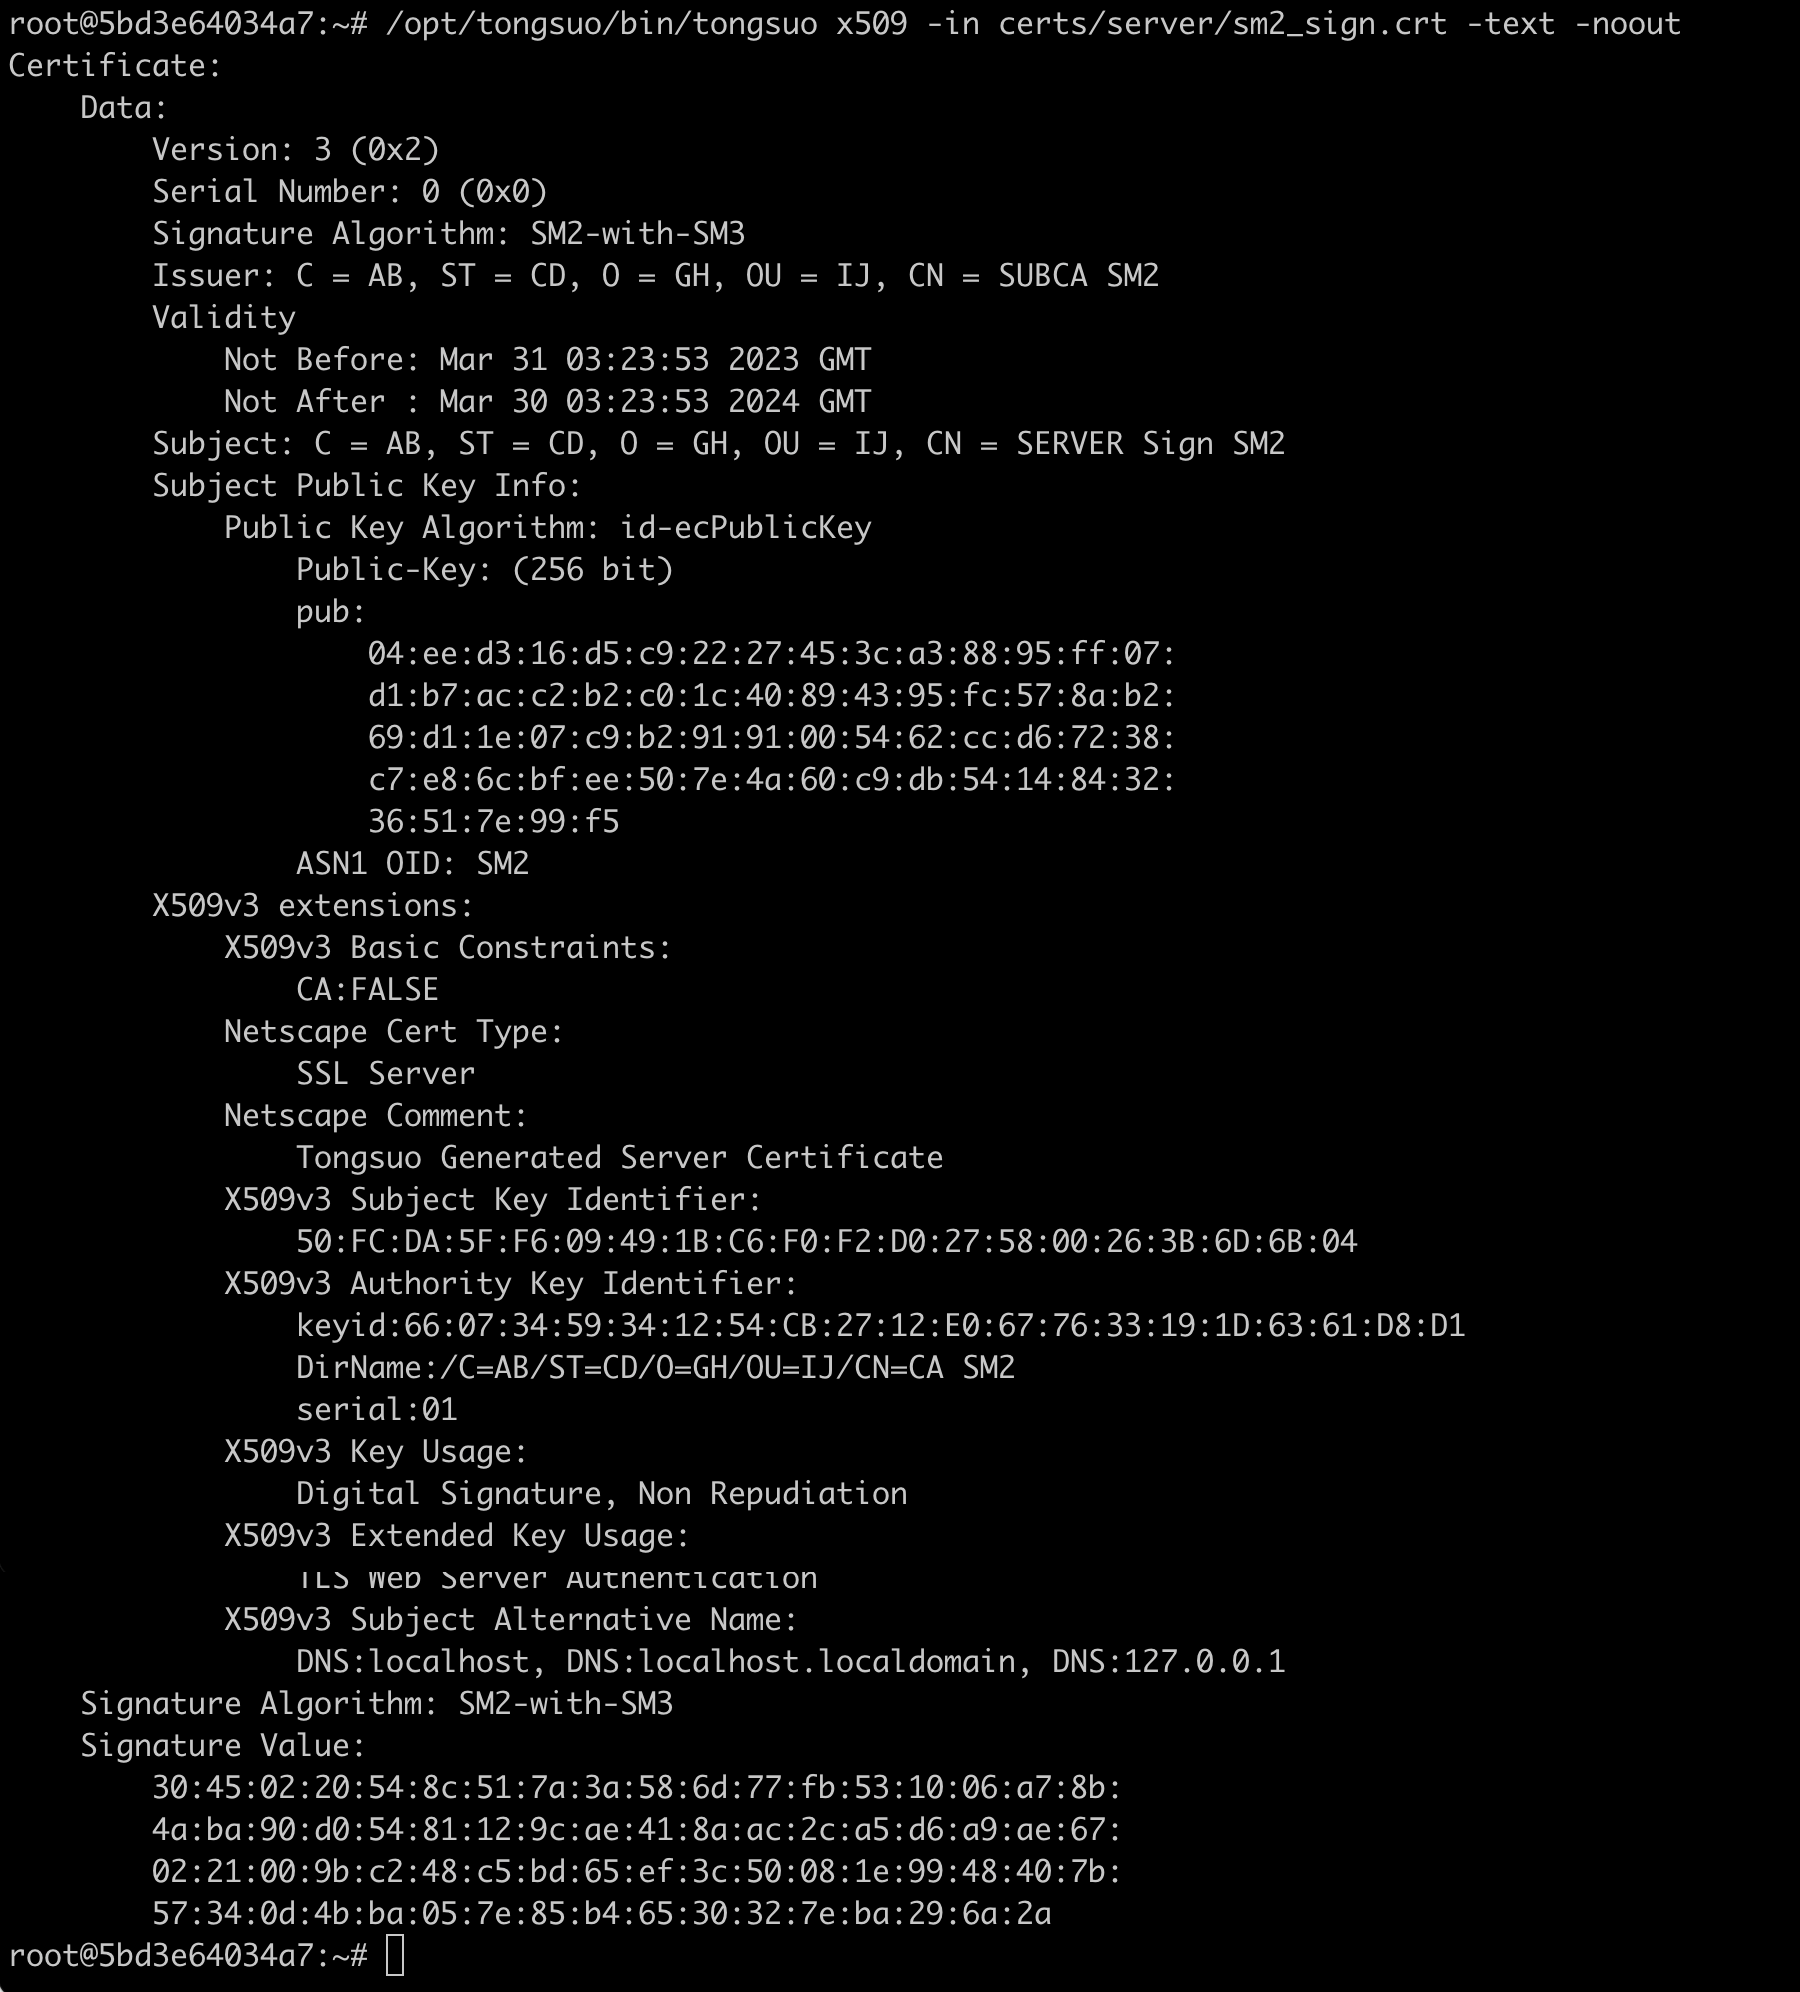 root@5bd3e64034a7:~# /opt/tongsuo/bin/tongsuo x509 -in certs/server/sm2_sign.crt -text -noout
Certificate:
    Data:
        Version: 3 (0x2)
        Serial Number: 0 (0x0)
        Signature Algorithm: SM2-with-SM3
        Issuer: C = AB, ST = CD, O = GH, OU = IJ, CN = SUBCA SM2
        Validity
            Not Before: Mar 31 03:23:53 2023 GMT
            Not After : Mar 30 03:23:53 2024 GMT
        Subject: C = AB, ST = CD, O = GH, OU = IJ, CN = SERVER Sign SM2
        Subject Public Key Info:
            Public Key Algorithm: id-ecPublicKey
                Public-Key: (256 bit)
                pub:
                    04:ee:d3:16:d5:c9:22:27:45:3c:a3:88:95:ff:07:
                    d1:b7:ac:c2:b2:c0:1c:40:89:43:95:fc:57:8a:b2:
                    69:d1:1e:07:c9:b2:91:91:00:54:62:cc:d6:72:38:
                    c7:e8:6c:bf:ee:50:7e:4a:60:c9:db:54:14:84:32:
                    36:51:7e:99:f5
                ASN1 OID: SM2
        X509v3 extensions:
            X509v3 Basic Constraints:
                CA:FALSE
            Netscape Cert Type:
                SSL Server
            Netscape Comment:
                Tongsuo Generated Server Certificate
            X509v3 Subject Key Identifier:
                50:FC:DA:5F:F6:09:49:1B:C6:F0:F2:D0:27:58:00:26:3B:6D:6B:04
            X509v3 Authority Key Identifier:
                keyid:66:07:34:59:34:12:54:CB:27:12:E0:67:76:33:19:1D:63:61:D8:D1
                DirName:/C=AB/ST=CD/O=GH/OU=IJ/CN=CA SM2
                serial:01
            X509v3 Key Usage:
                Digital Signature, Non Repudiation
            X509v3 Extended Key Usage:
                TLS Web Server Authentication
            X509v3 Subject Alternative Name:
                DNS:localhost, DNS:localhost.localdomain, DNS:127.0.0.1
    Signature Algorithm: SM2-with-SM3
    Signature Value:
        30:45:02:20:54:8c:51:7a:3a:58:6d:77:fb:53:10:06:a7:8b:
        4a:ba:90:d0:54:81:12:9c:ae:41:8a:ac:2c:a5:d6:a9:ae:67:
        02:21:00:9b:c2:48:c5:bd:65:ef:3c:50:08:1e:99:48:40:7b:
        57:34:0d:4b:ba:05:7e:85:b4:65:30:32:7e:ba:29:6a:2a
root@5bd3e64034a7:~#